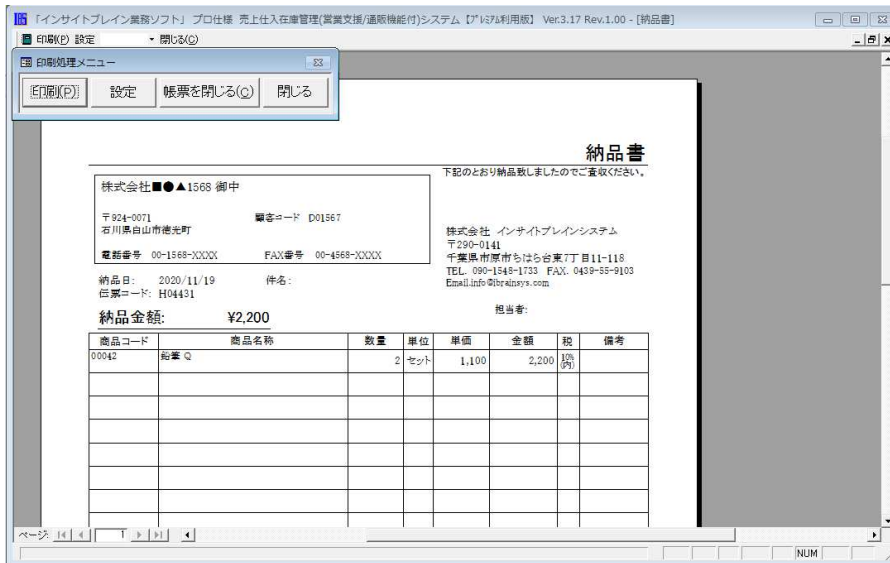 「インサイトブレイン業務ソフト」 プロ仕様 売上仕入在庫管理(営業支援/通販機能付)システム【プレミアム利用版】 Ver.3.17 Rev.1.00 - [納品書]
印刷(P) 設定 閉じる(C)
印刷処理メニュー
印刷(P) 設定 帳票を閉じる(C) 閉じる
納品書
下記のとおり納品致しましたのでご査収ください。
株式会社■●▲1568 御中
〒924-0071 顧客コード D01567
石川県白山市徳光町
電話番号 00-1568-XXXX FAX番号 00-4568-XXXX
株式会社 インサイトブレインシステム
〒290-0141
千葉県市原市ちはら台東7丁目11-118
TEL. 090-1548-1733 FAX. 0439-55-9103
Email.info@ibrainsys.com
納品日: 2020/11/19 件名:
伝票コード: H04431
担当者:
納品金額: ¥2,200
商品コード 商品名称 数量 単位 単価 金額 税 備考
00042 鉛筆 Q 2 セット 1,100 2,200 10%(内)
ページ: 1
NUM